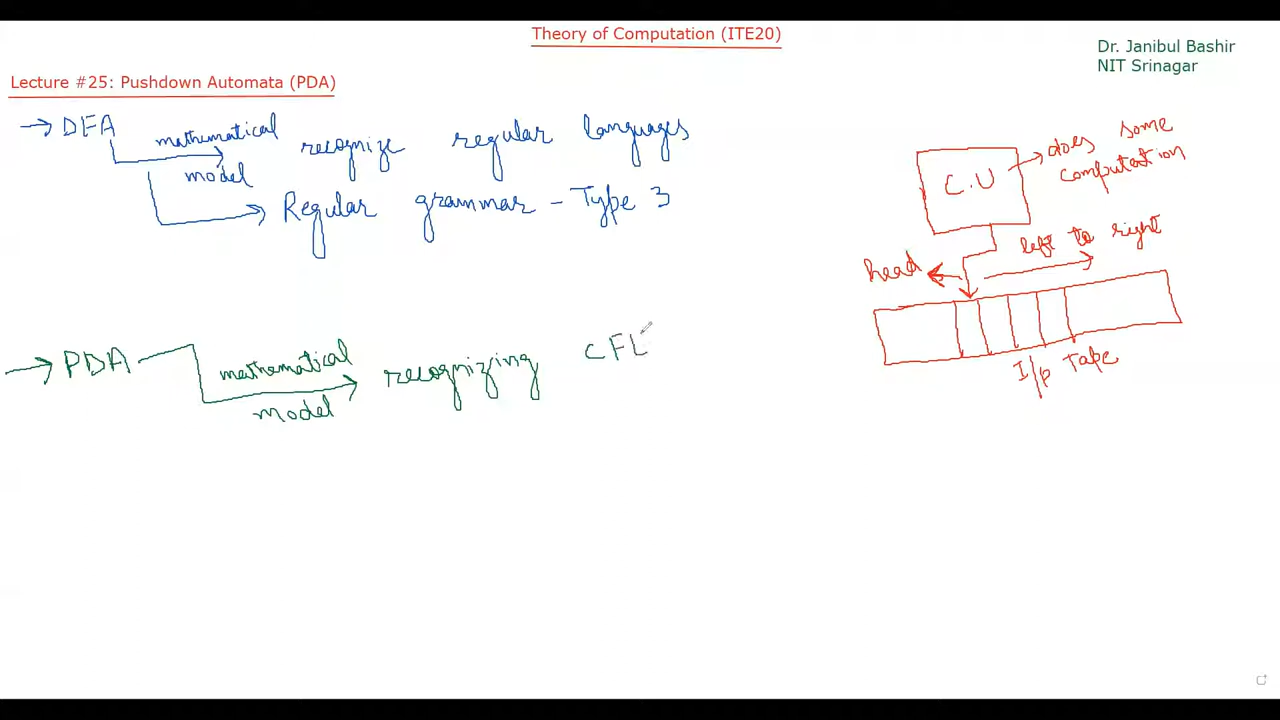 Theory of Computation (ITE20)
Dr. Janibul Bashir
NIT Srinagar
Lecture #25: Pushdown Automata (PDA)
→ DFA mathematical model recognize regular languages
Regular grammar - Type 3
C.U → does some computation
head left to right
I/p Tape
→ PDA mathematical model recognizing CFL